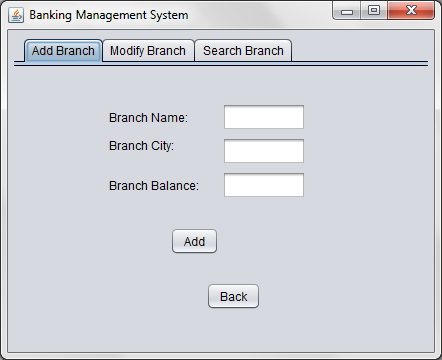 Banking Management System
Add Branch Modify Branch Search Branch
Branch Name:
Branch City:
Branch Balance:
Add
Back